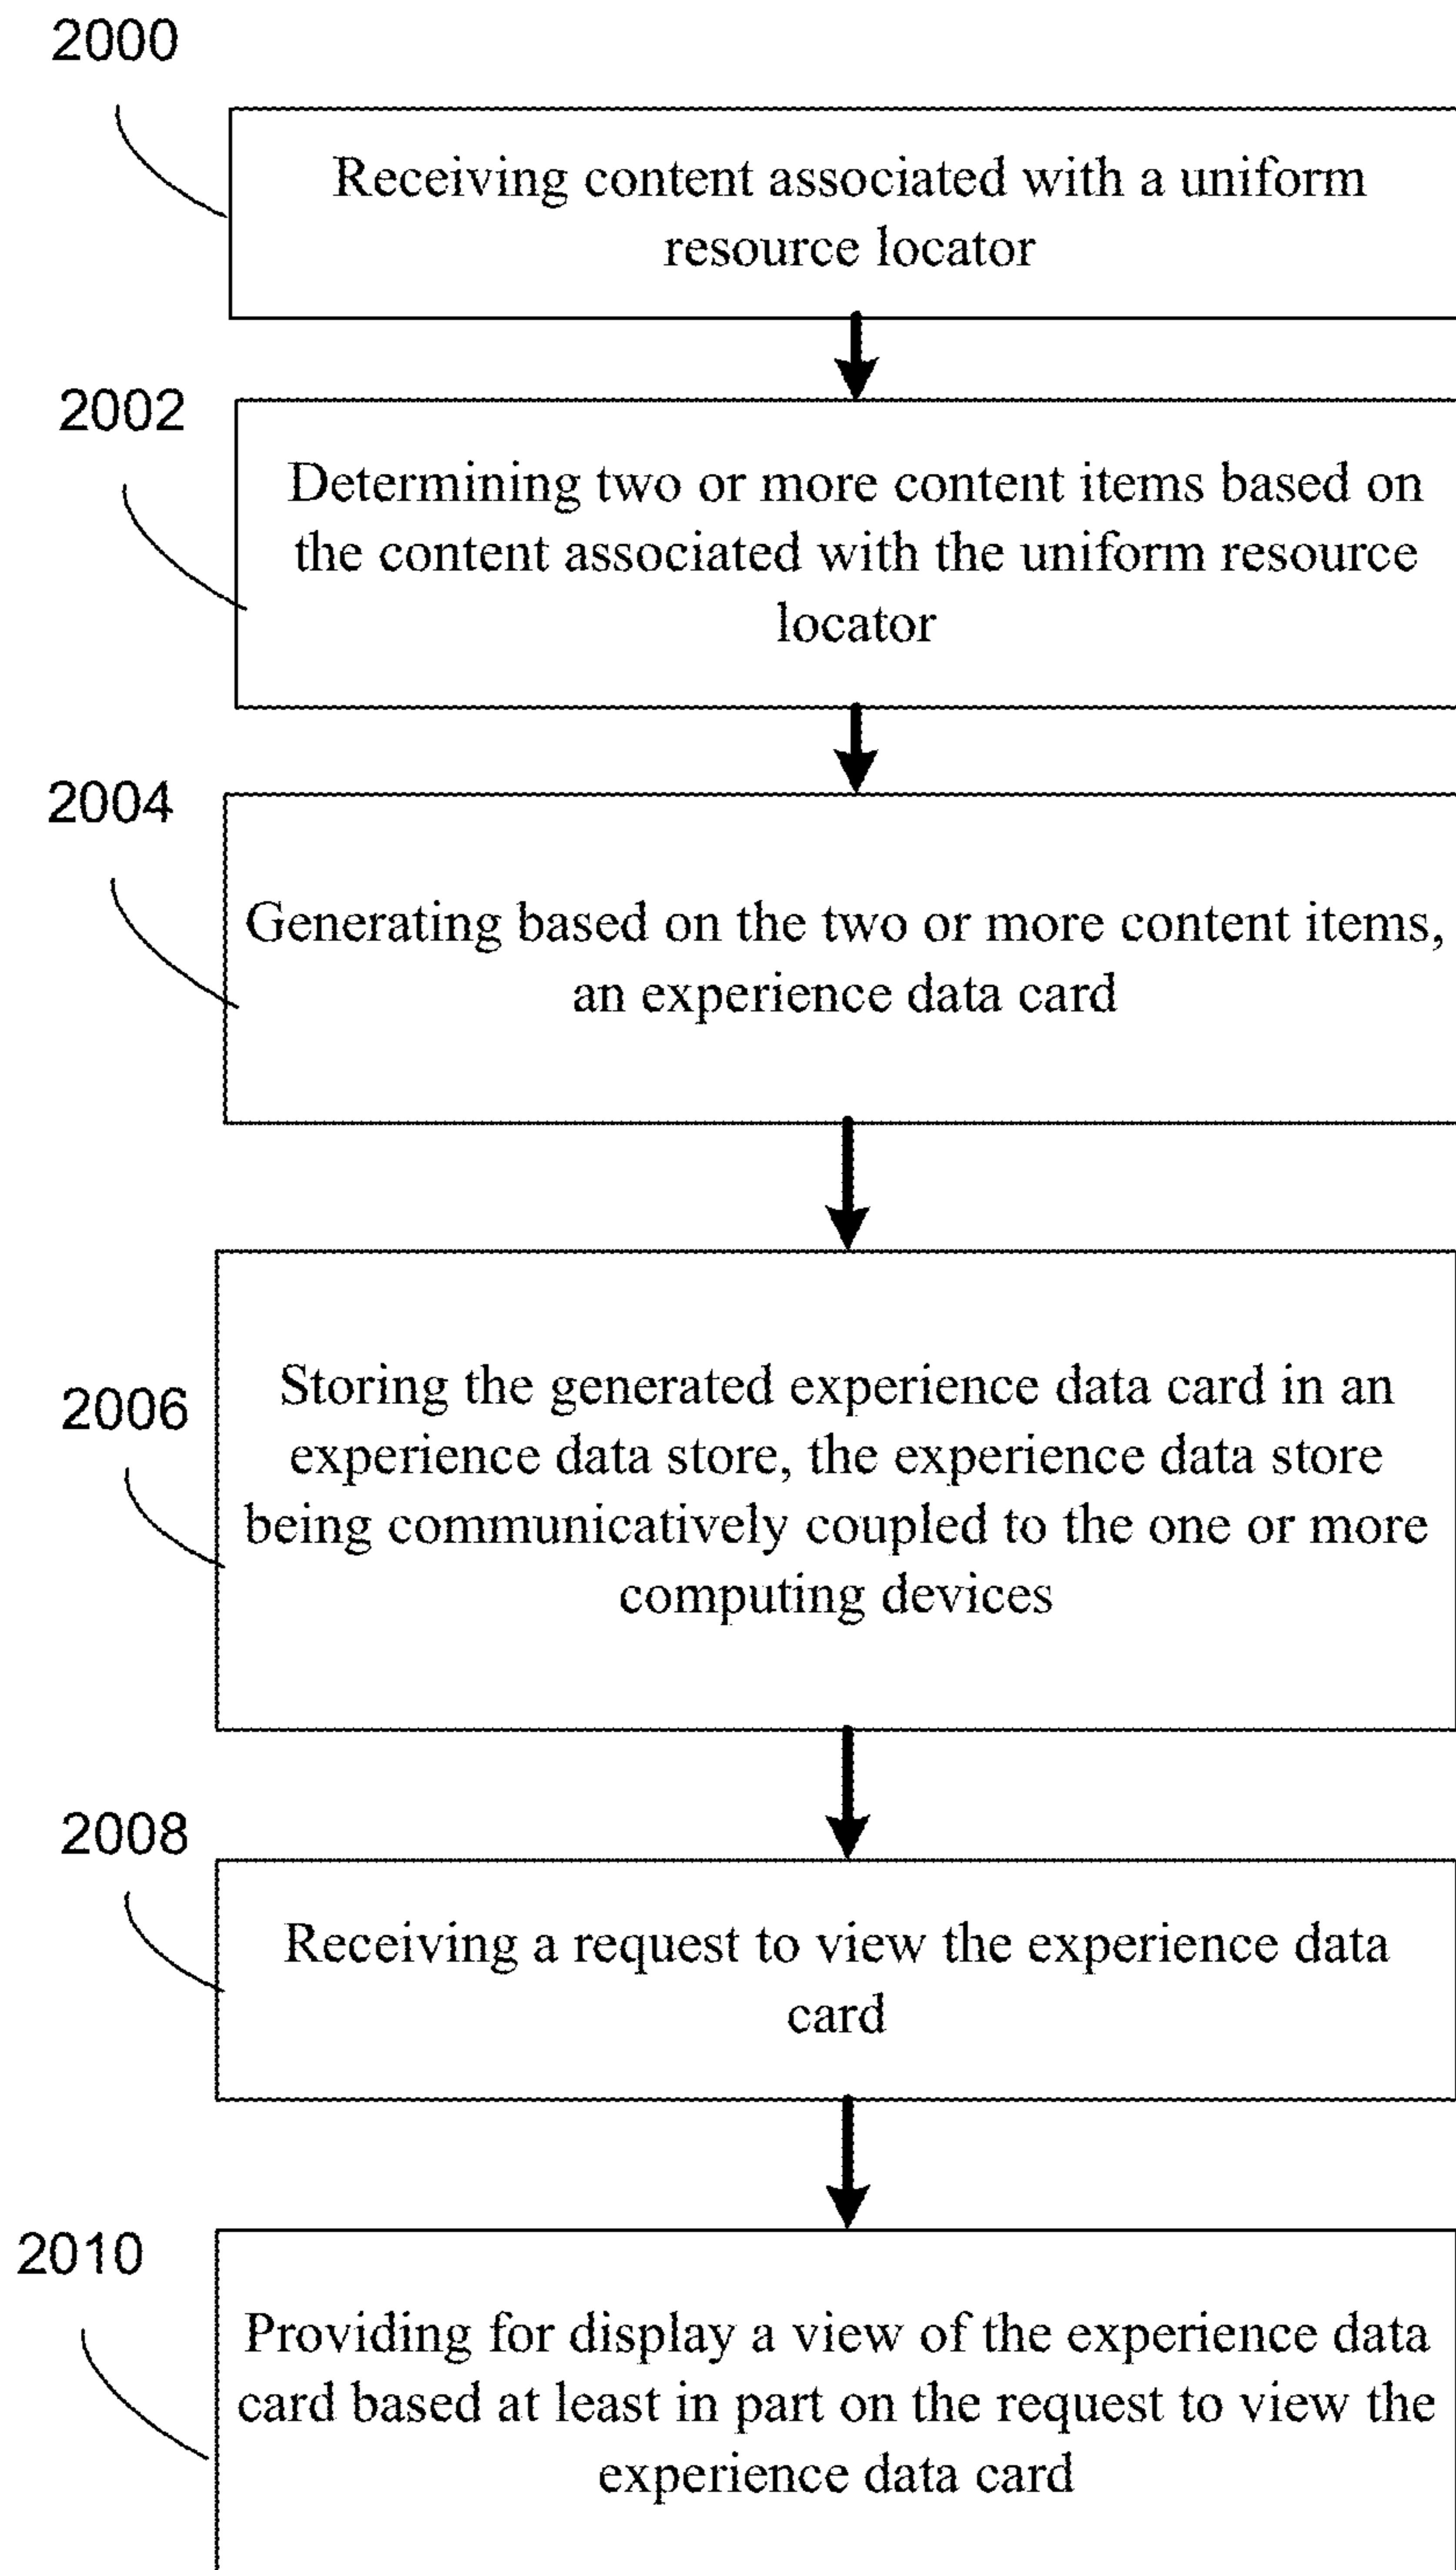 2000
Receiving content associated with a uniform
resource locator
2002
Determining two or more content items based on
the content associated with the uniform resource
locator
2004
Generating based on the two or more content items,
an experience data card
2006
Storing the generated experience data card in an
experience data store, the experience data store
being communicatively coupled to the one or more
computing devices
2008
Receiving a request to view the experience data
card
2010
Providing for display a view of the experience data
card based at least in part on the request to view the
experience data card